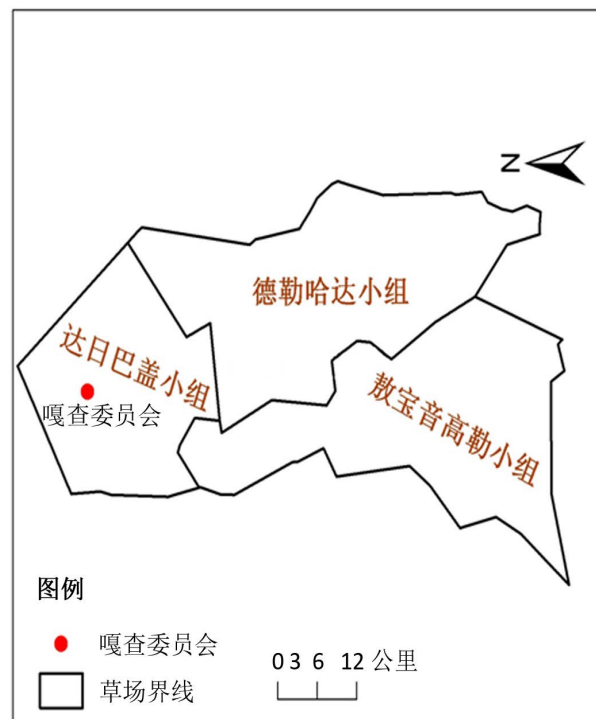 N
德勒哈达小组
达日巴盖小组
嘎查委员会
敖宝音高勒小组
图例
嘎查委员会
草场界线
0 3 6 12 公里